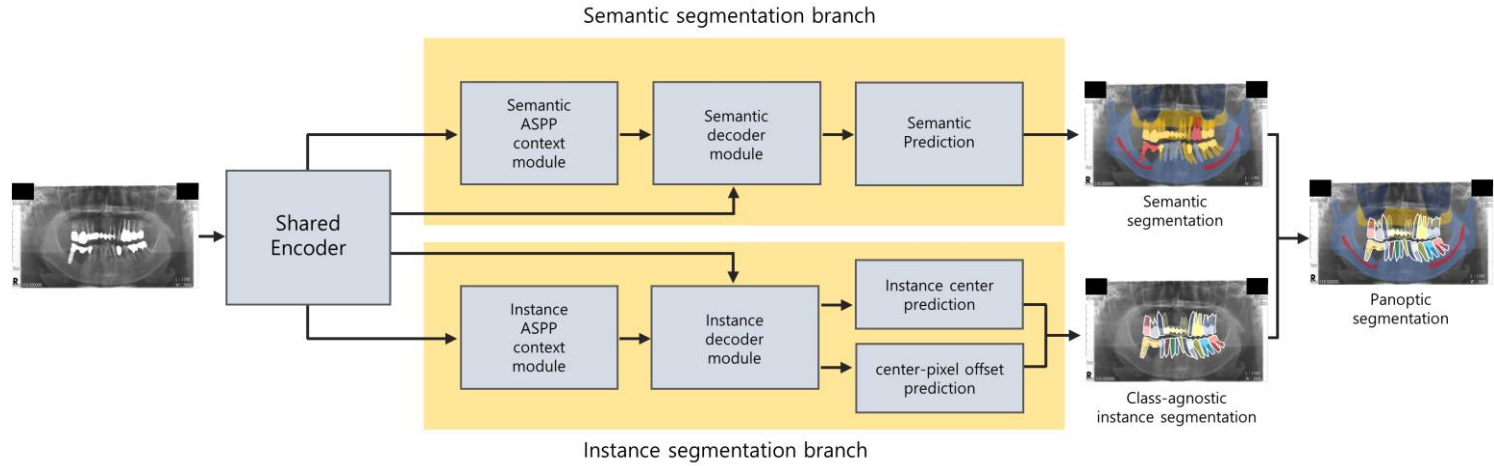 Semantic segmentation branch
Semantic
ASPP
context
module
Semantic
decoder
module
Semantic
Prediction
Semantic
segmentation
Shared
Encoder
R
Instance
ASPP
context
module
Instance
decoder
module
Instance center
prediction
center-pixel offset
prediction
Class-agnostic
instance segmentation
Panoptic
segmentation
Instance segmentation branch